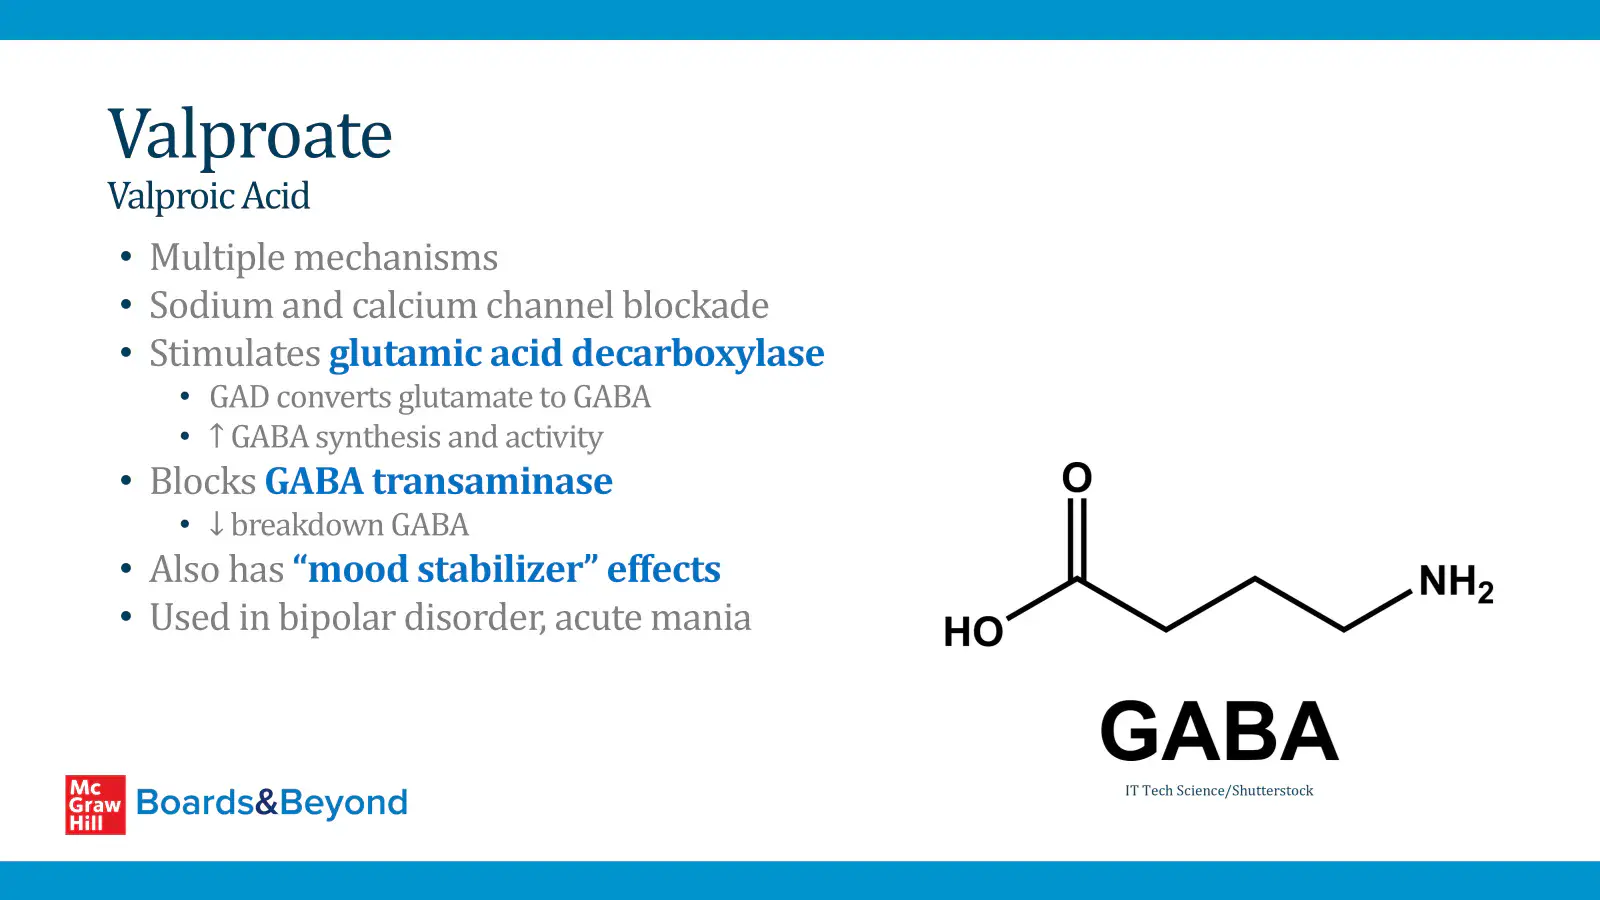 Valproate
Valproic Acid
• Multiple mechanisms
• Sodium and calcium channel blockade
• Stimulates glutamic acid decarboxylase
• GAD converts glutamate to GABA
• ↑ GABA synthesis and activity
• Blocks GABA transaminase
• ↓ breakdown GABA
• Also has “mood stabilizer” effects
• Used in bipolar disorder, acute mania
O
HO
NH2
GABA
IT Tech Science/Shutterstock
Mc
Graw
Hill
Boards&Beyond